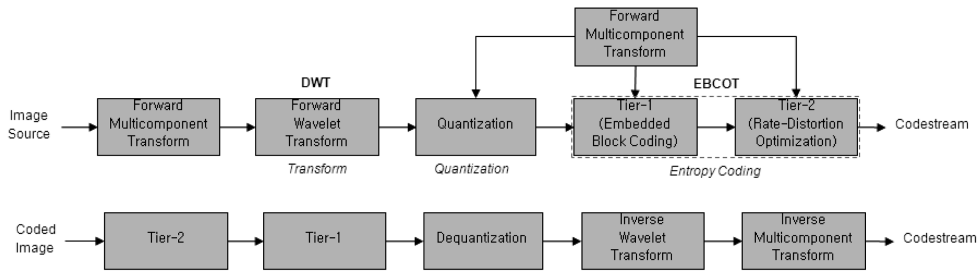 Forward
Multicomponent
Transform
DWT
EBCOT
Image
Source
Forward
Multicomponent
Transform
Forward
Wavelet
Transform
Quantization
Tier-1
(Embedded
Block Coding)
Tier-2
(Rate-Distortion
Optimization)
Codestream
Transform
Quantization
Entropy Coding
Coded
Image
Tier-2
Tier-1
Dequantization
Inverse
Wavelet
Transform
Inverse
Multicomponent
Transform
Codestream